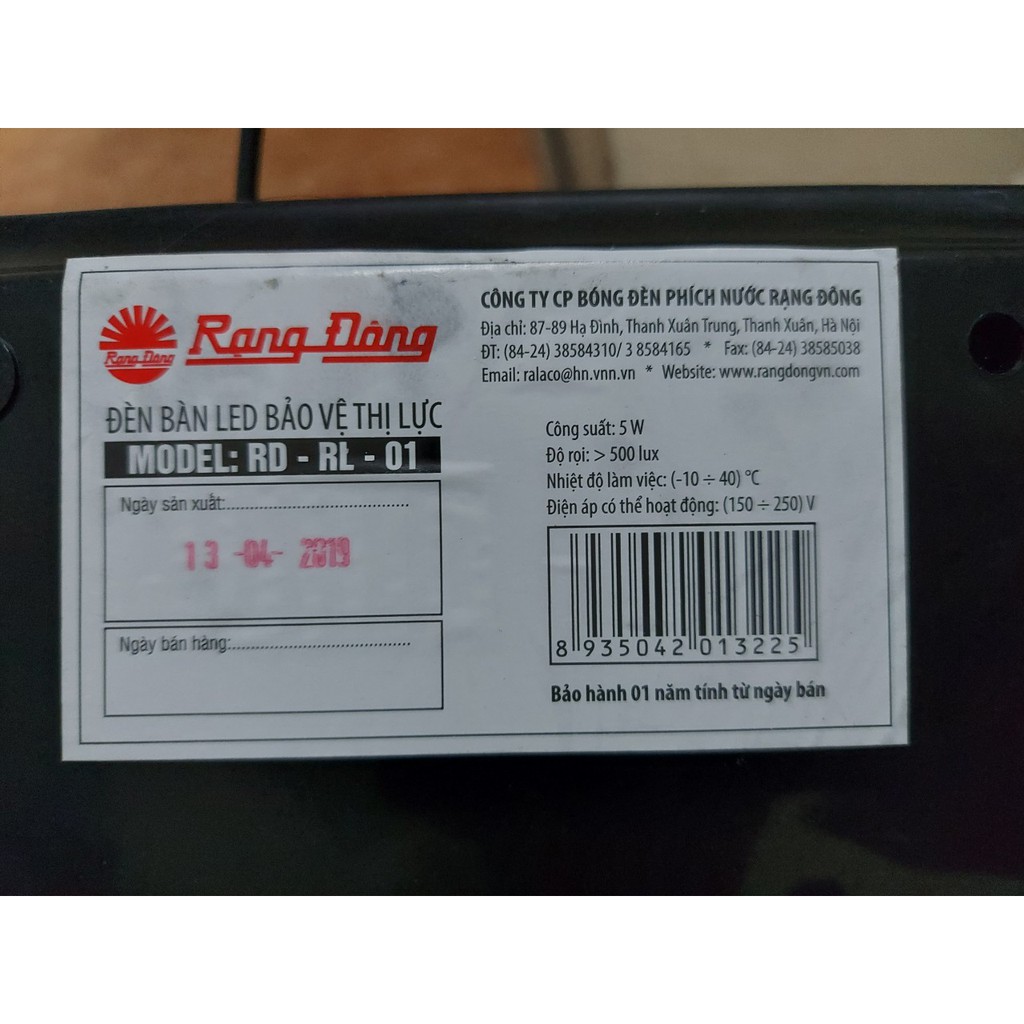 Rạng Đông
Rạng Đông
ĐÈN BÀN LED BẢO VỆ THỊ LỰC
MODEL: RD - RL - 01
Ngày sản xuất:
13 -04- 2019
Ngày bán hàng:
CÔNG TY CP BÓNG ĐÈN PHÍCH NƯỚC RẠNG ĐÔNG
Địa chỉ: 87-89 Hạ Đình, Thanh Xuân Trung, Thanh Xuân, Hà Nội
ĐT: (84-24) 38584310/ 3 8584165 * Fax: (84-24) 38585038
Email: ralaco@hn.vnn.vn * Website: www.rangdongvn.com
Công suất: 5 W
Độ rọi: > 500 lux
Nhiệt độ làm việc: (-10 ÷ 40) °C
Điện áp có thể hoạt động: (150 ÷ 250) V
8 935042 013225
Bảo hành 01 năm tính từ ngày bán